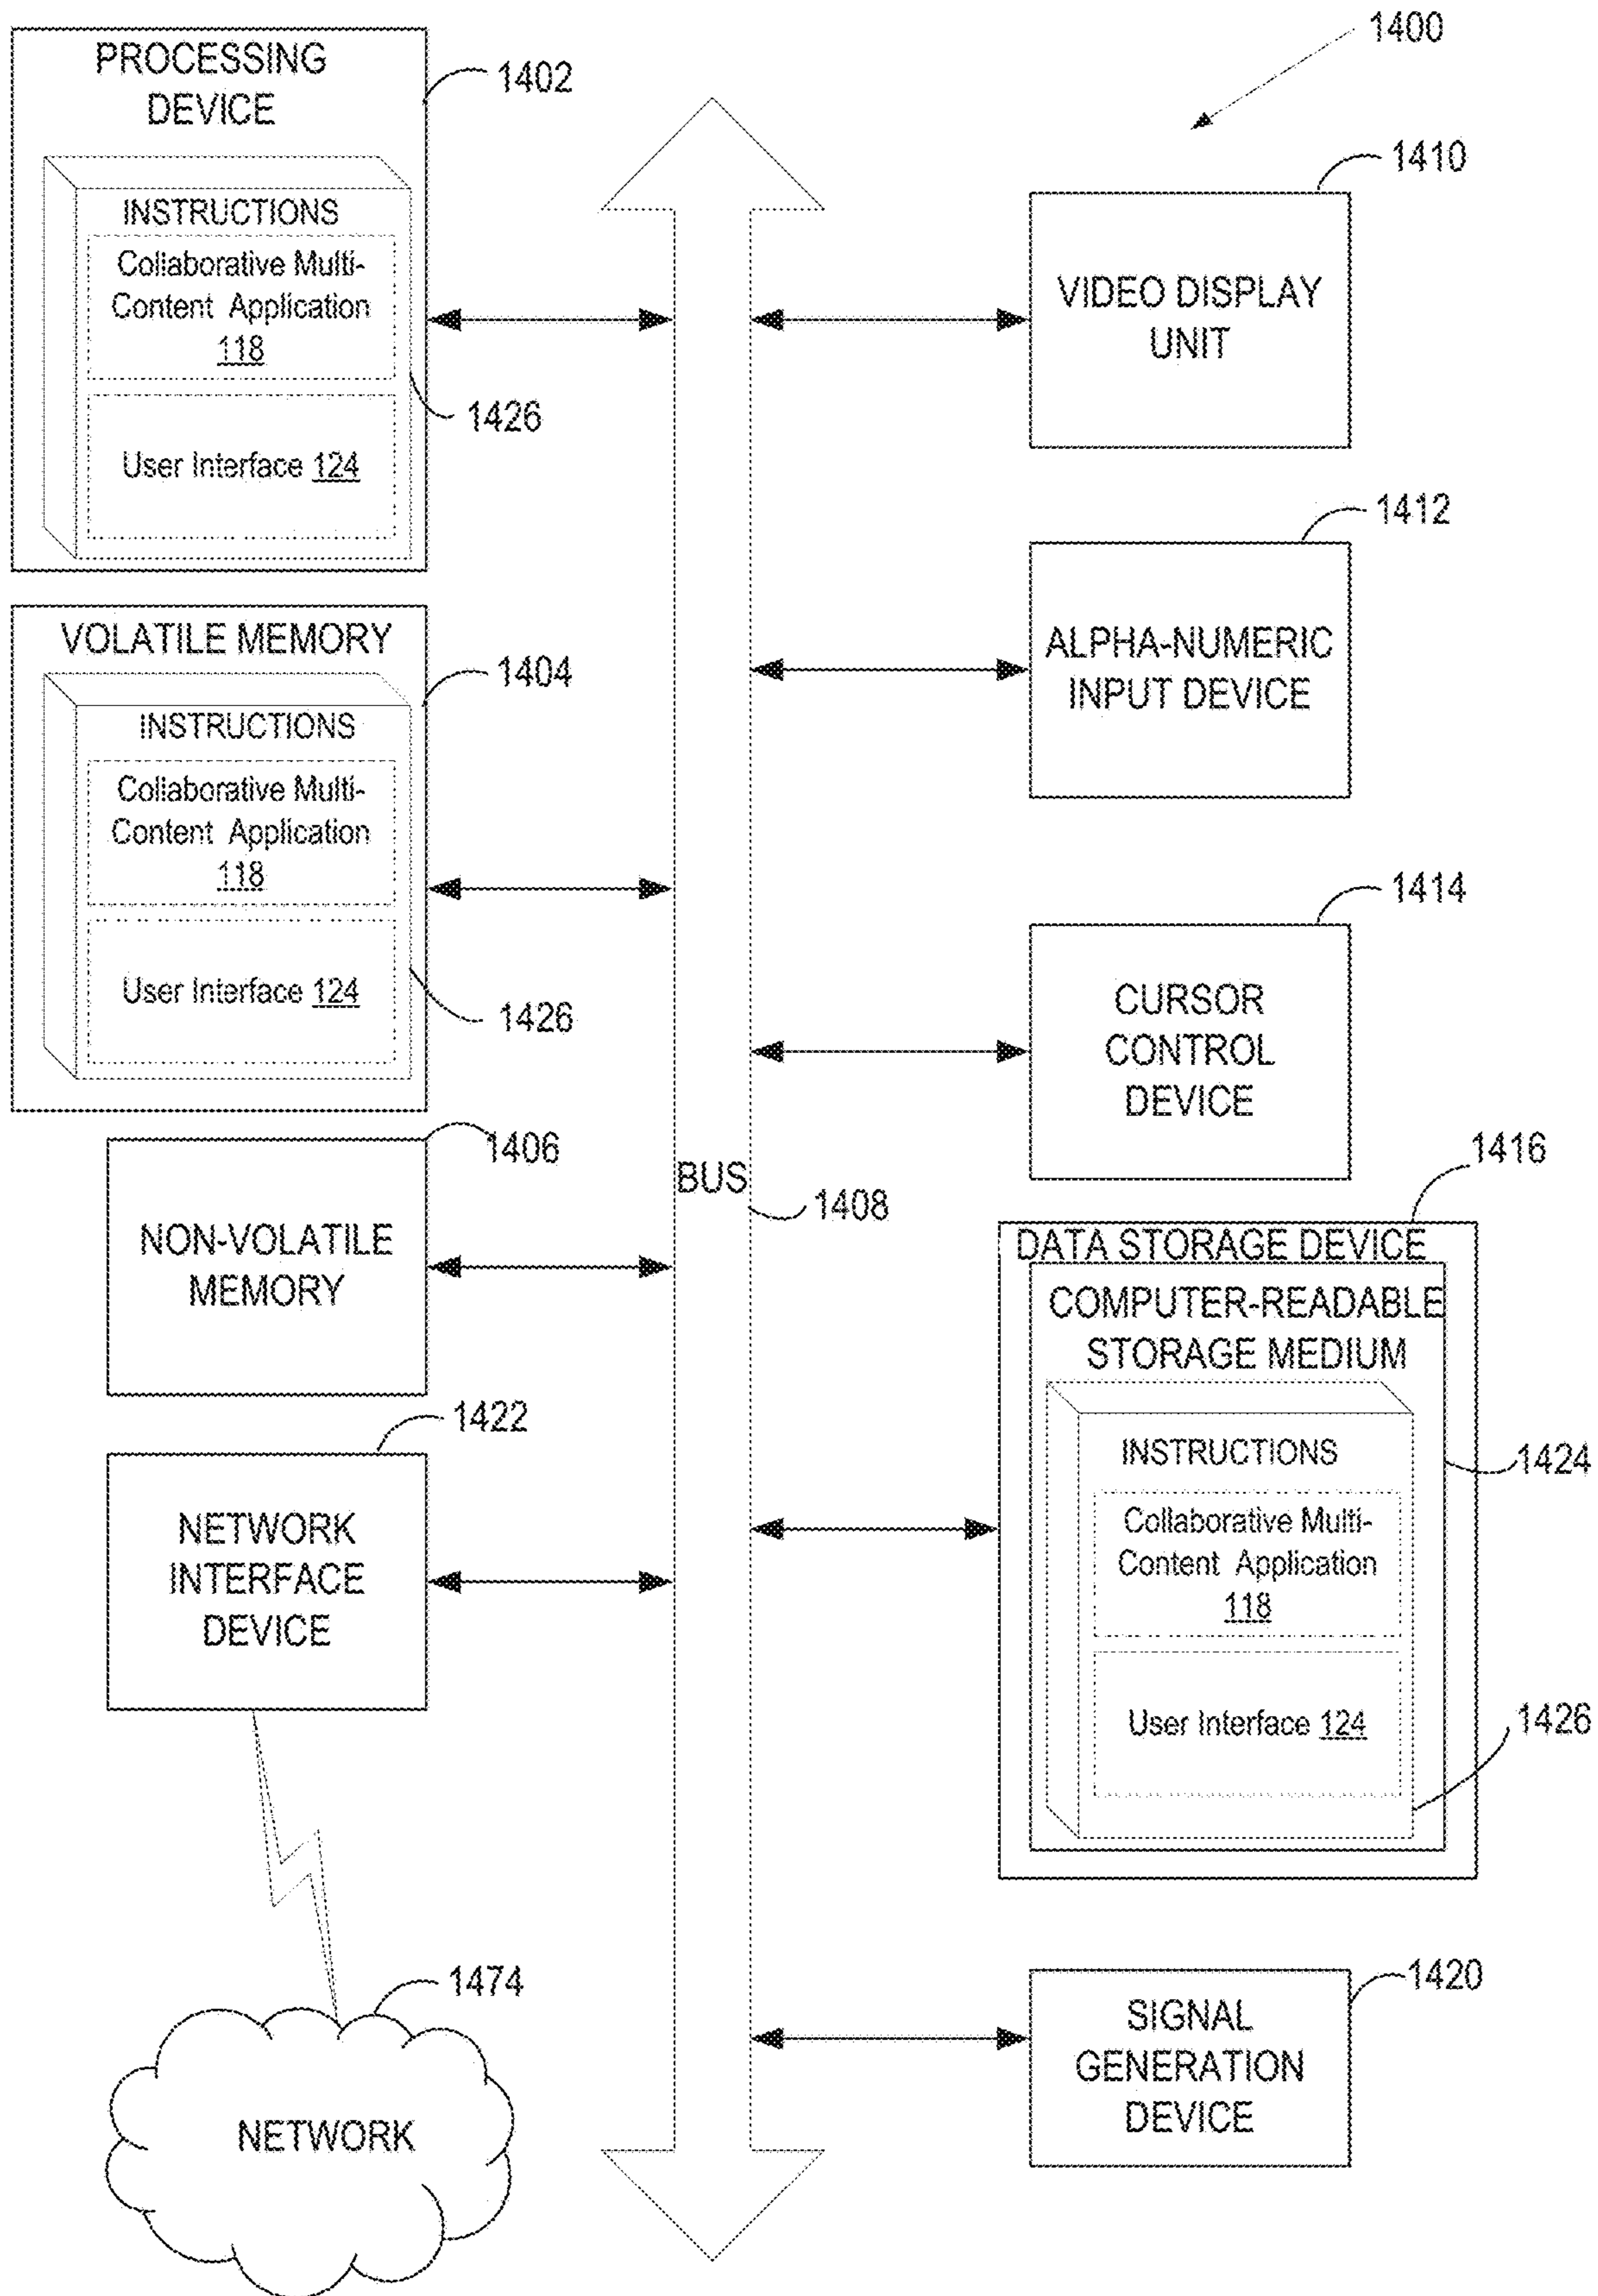 1400
PROCESSING
DEVICE
1402
INSTRUCTIONS
Collaborative Multi-
Content Application
118
1426
User Interface 124
VOLATILE MEMORY
1404
INSTRUCTIONS
Collaborative Multi-
Content Application
118
User Interface 124
1426
1406
NON-VOLATILE
MEMORY
1422
NETWORK
INTERFACE
DEVICE
1474
NETWORK
BUS
1408
1410
VIDEO DISPLAY
UNIT
1412
ALPHA-NUMERIC
INPUT DEVICE
1414
CURSOR
CONTROL
DEVICE
1416
DATA STORAGE DEVICE
COMPUTER-READABLE
STORAGE MEDIUM
INSTRUCTIONS
1424
Collaborative Multi-
Content Application
118
User Interface 124
1426
1420
SIGNAL
GENERATION
DEVICE